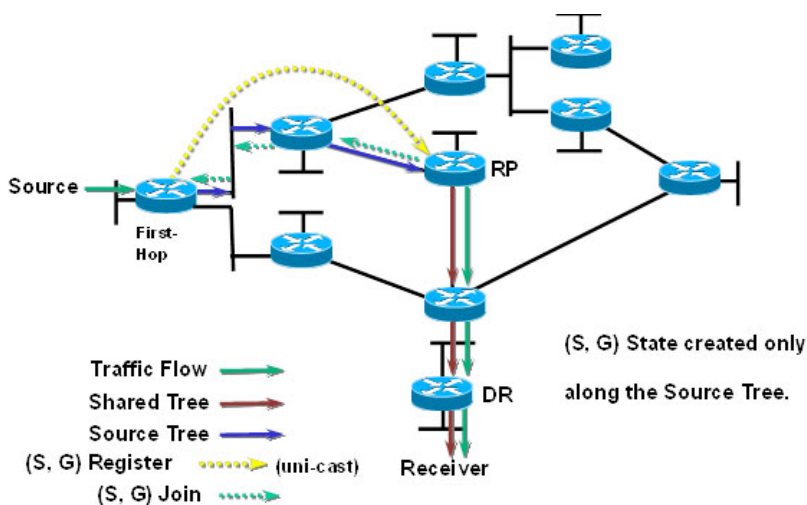 RP
Source
First-
Hop
(S, G) State created only
along the Source Tree.
Traffic Flow
Shared Tree
DR
Source Tree
(S, G) Register
(uni-cast)
Receiver
(S, G) Join